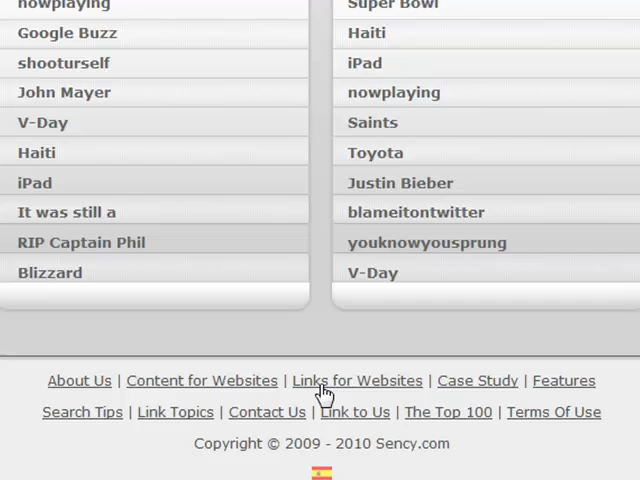 nowplaying
Google Buzz
shooturself
John Mayer
V-Day
Haiti
iPad
It was still a
RIP Captain Phil
Blizzard
Super Bowl
Haiti
iPad
nowplaying
Saints
Toyota
Justin Bieber
blameitontwitter
youknowyousprung
V-Day
About Us | Content for Websites | Links for Websites | Case Study | Features
Search Tips | Link Topics | Contact Us | Link to Us | The Top 100 | Terms Of Use
Copyright © 2009 - 2010 Sency.com